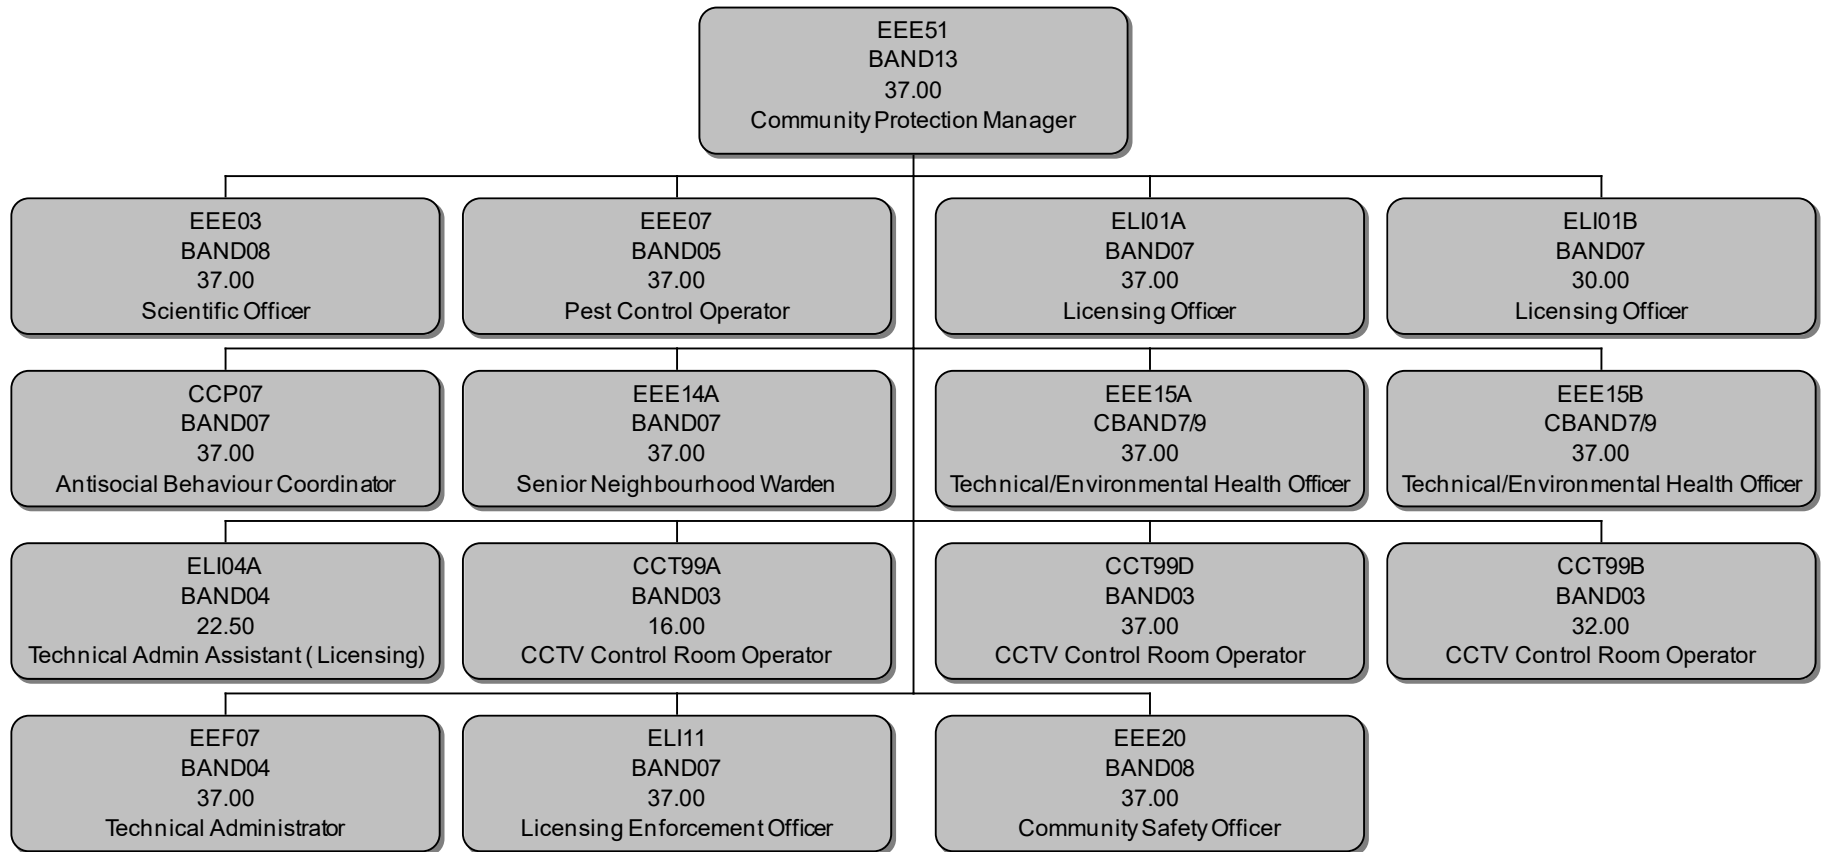 EEE51
BAND13
37.00
Community Protection Manager
EEE03
BAND08
37.00
Scientific Officer
EEE07
BAND05
37.00
Pest Control Operator
ELI01A
BAND07
37.00
Licensing Officer
ELI01B
BAND07
30.00
Licensing Officer
CCP07
BAND07
37.00
Antisocial Behaviour Coordinator
EEE14A
BAND07
37.00
Senior Neighbourhood Warden
EEE15A
CBAND7/9
37.00
Technical/Environmental Health Officer
EEE15B
CBAND7/9
37.00
Technical/Environmental Health Officer
ELI04A
BAND04
22.50
Technical Admin Assistant ( Licensing)
CCT99A
BAND03
16.00
CCTV Control Room Operator
CCT99D
BAND03
37.00
CCTV Control Room Operator
CCT99B
BAND03
32.00
CCTV Control Room Operator
EEF07
BAND04
37.00
Technical Administrator
ELI11
BAND07
37.00
Licensing Enforcement Officer
EEE20
BAND08
37.00
Community Safety Officer